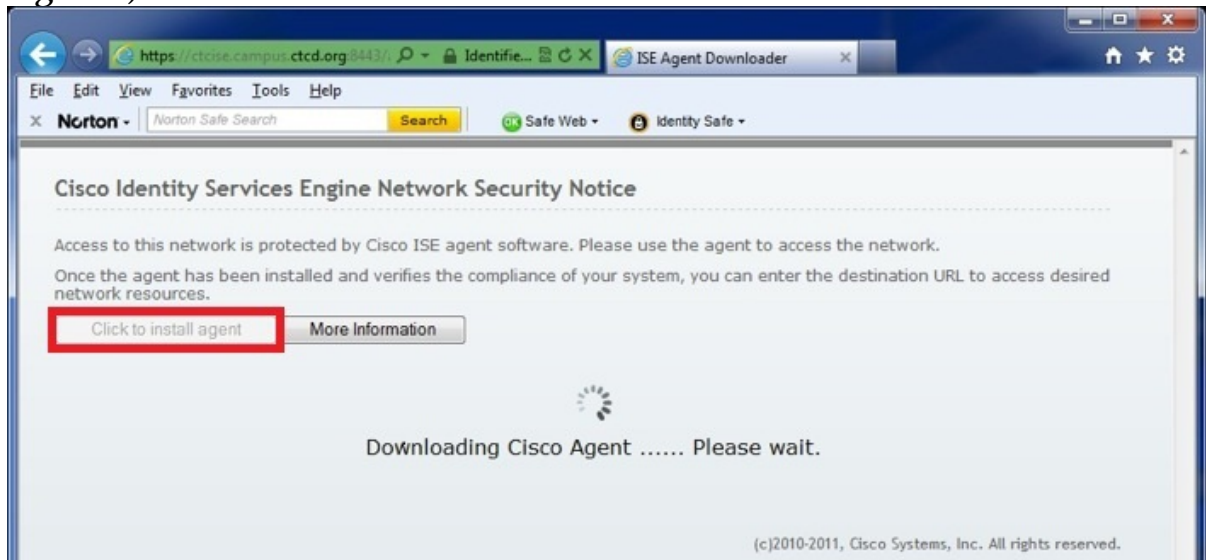 https://ctcise.campus.ctcd.org:8443/ Identifie... ISE Agent Downloader
File Edit View Favorites Tools Help
x Norton Norton Safe Search Search OK Safe Web Identity Safe
Cisco Identity Services Engine Network Security Notice
Access to this network is protected by Cisco ISE agent software. Please use the agent to access the network.
Once the agent has been installed and verifies the compliance of your system, you can enter the destination URL to access desired
network resources.
Click to install agent More Information
Downloading Cisco Agent ...... Please wait.
(c)2010-2011, Cisco Systems, Inc. All rights reserved.